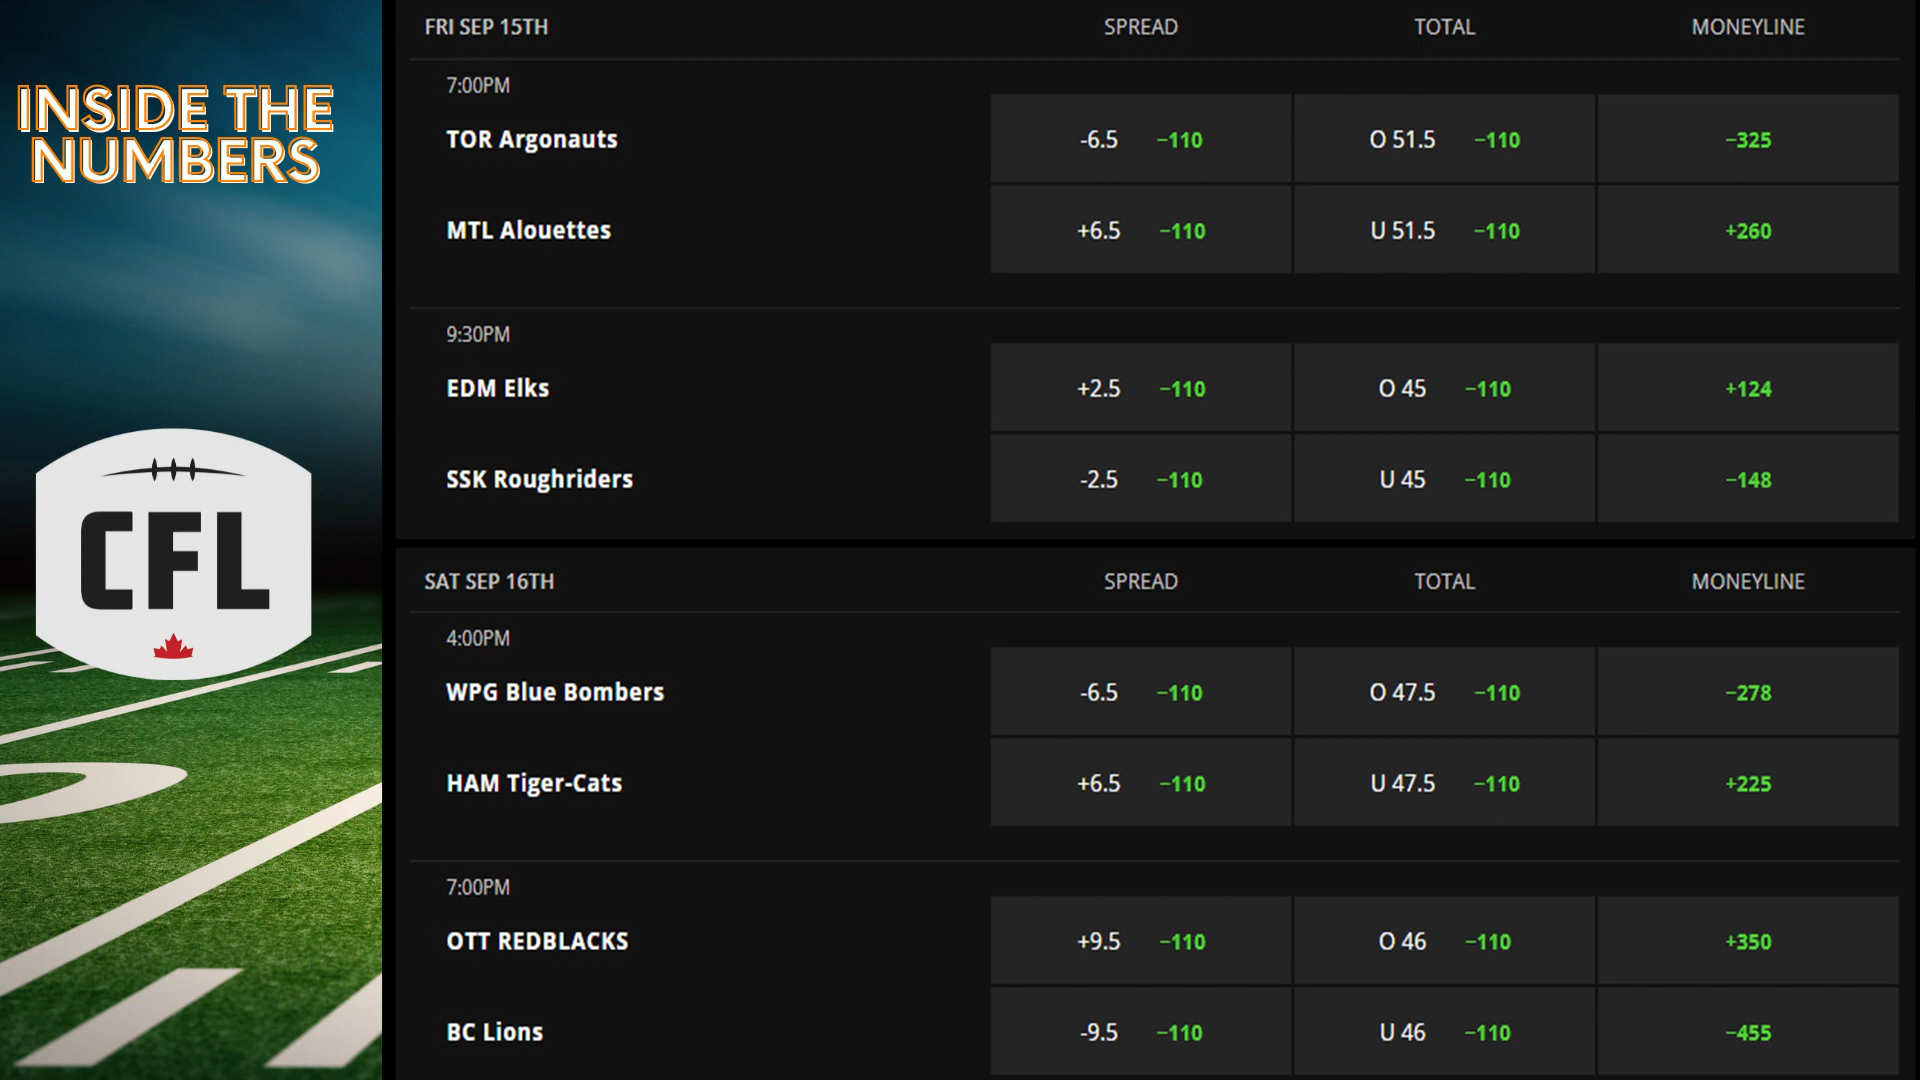 INSIDE THE
NUMBERS
CFL
FRI SEP 15TH SPREAD TOTAL MONEYLINE
7:00PM
TOR Argonauts -6.5 −110 O 51.5 −110 −325
MTL Alouettes +6.5 −110 U 51.5 −110 +260
9:30PM
EDM Elks +2.5 −110 O 45 −110 +124
SSK Roughriders -2.5 −110 U 45 −110 −148
SAT SEP 16TH SPREAD TOTAL MONEYLINE
4:00PM
WPG Blue Bombers -6.5 −110 O 47.5 −110 −278
HAM Tiger-Cats +6.5 −110 U 47.5 −110 +225
7:00PM
OTT REDBLACKS +9.5 −110 O 46 −110 +350
BC Lions -9.5 −110 U 46 −110 −455